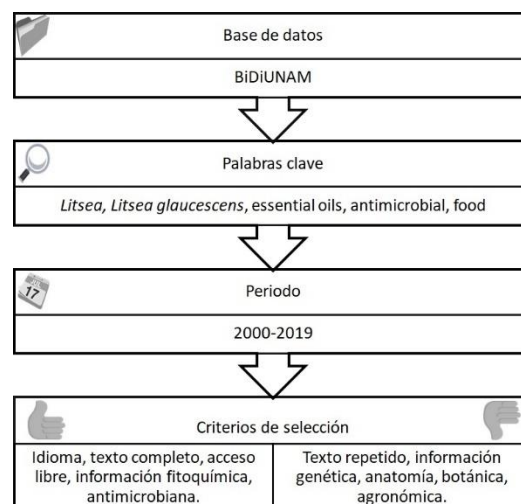 Base de datos
BiDiUNAM
Palabras clave
Litsea, Litsea glaucescens, essential oils, antimicrobial, food
17
Periodo
2000-2019
Criterios de selección
Idioma, texto completo, acceso
libre, información fitoquímica,
antimicrobiana.
Texto repetido, información
genética, anatomía, botánica,
agronómica.